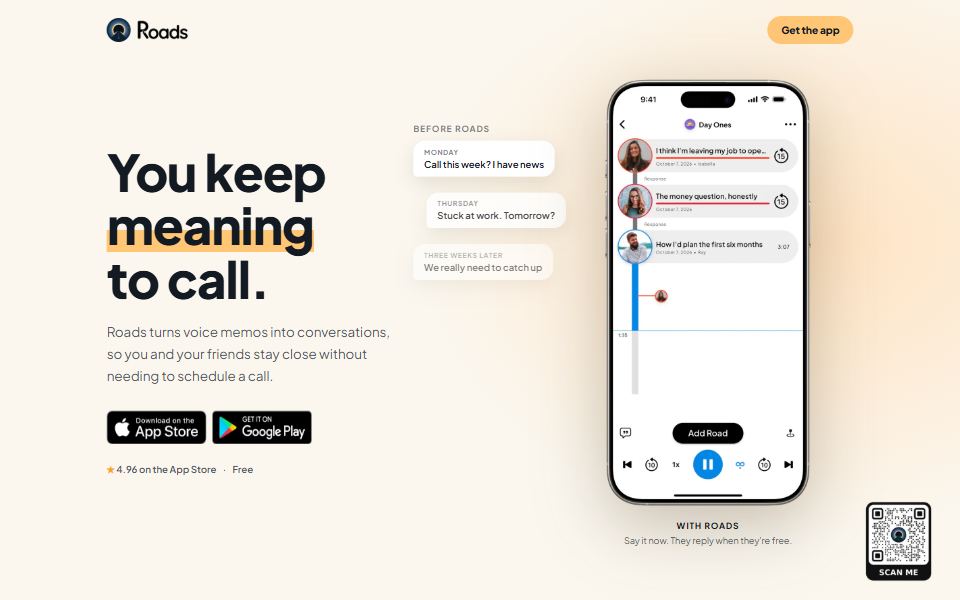 Roads
Get the app
You keep
meaning
to call.
Roads turns voice memos into conversations,
so you and your friends stay close without
needing to schedule a call.
Download on the
App Store
GET IT ON
Google Play
★ 4.96 on the App Store · Free
BEFORE ROADS
MONDAY
Call this week? I have news
THURSDAY
Stuck at work. Tomorrow?
THREE WEEKS LATER
We really need to catch up
9:41
Day Ones
I think I'm leaving my job to ope...
October 7, 2026 • Isabella
15
Response
The money question, honestly
October 7, 2026
15
Response
How I'd plan the first six months
October 7, 2026 • Ray
3:07
1:35
Add Road
10
1x
10
WITH ROADS
Say it now. They reply when they're free.
SCAN ME